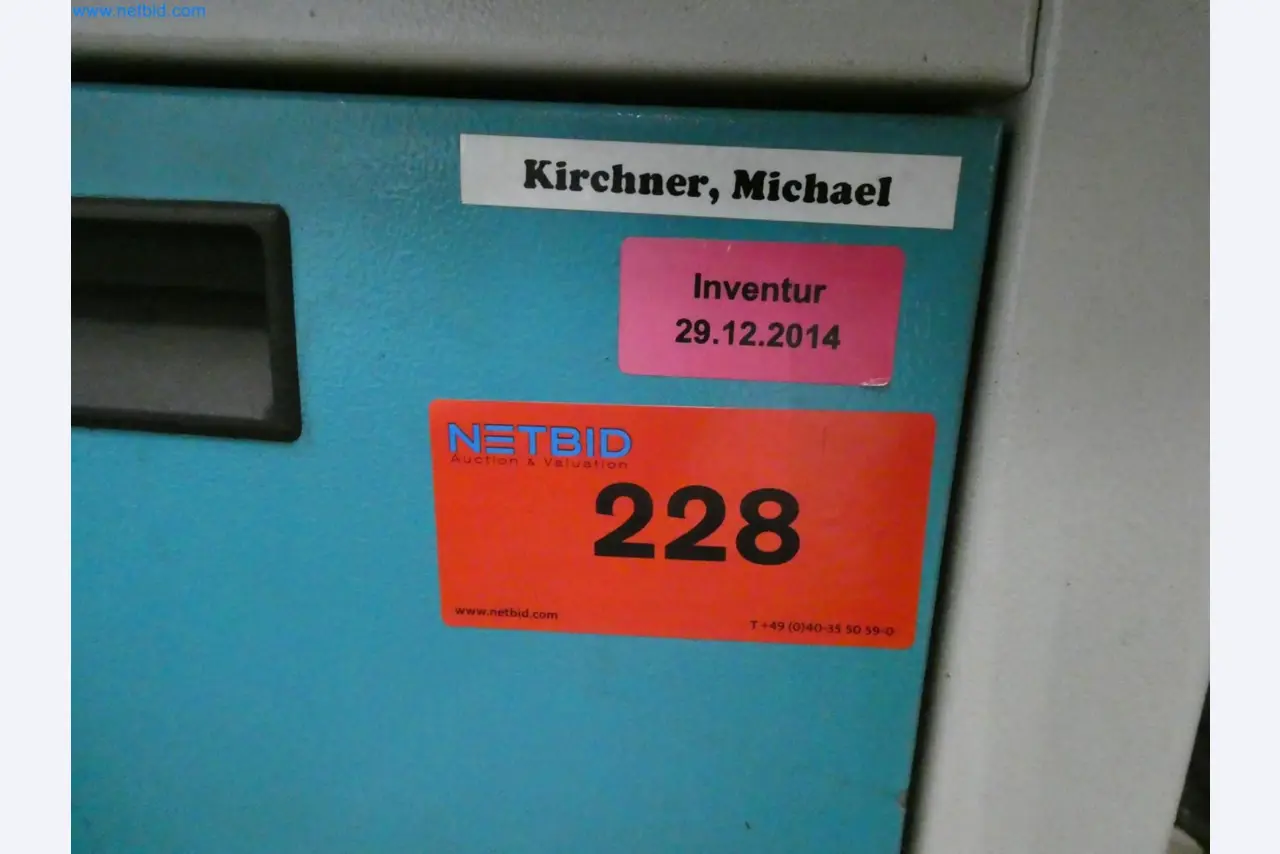 www.netbid.com
Kirchner, Michael
Inventur
29.12.2014
NETBID
Auction & Valuation
228
www.netbid.com
T +49 (0)40-35 50 59-0